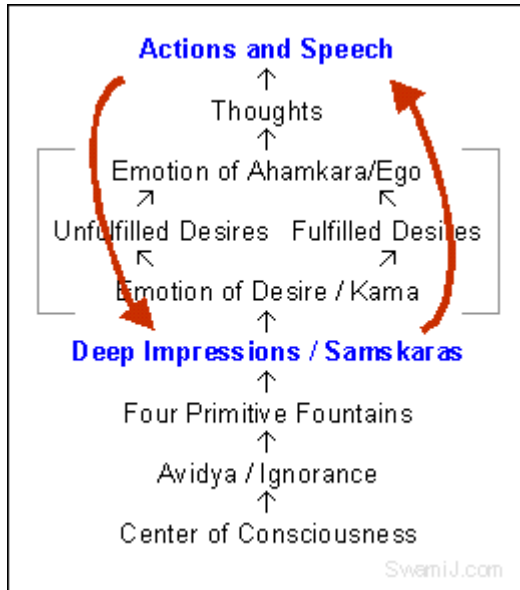 Actions and Speech
Thoughts
Emotion of Ahamkara/Ego
Unfulfilled Desires Fulfilled Desires
Emotion of Desire / Kama
Deep Impressions / Samskaras
Four Primitive Fountains
Avidya / Ignorance
Center of Consciousness
SwamiJ.com